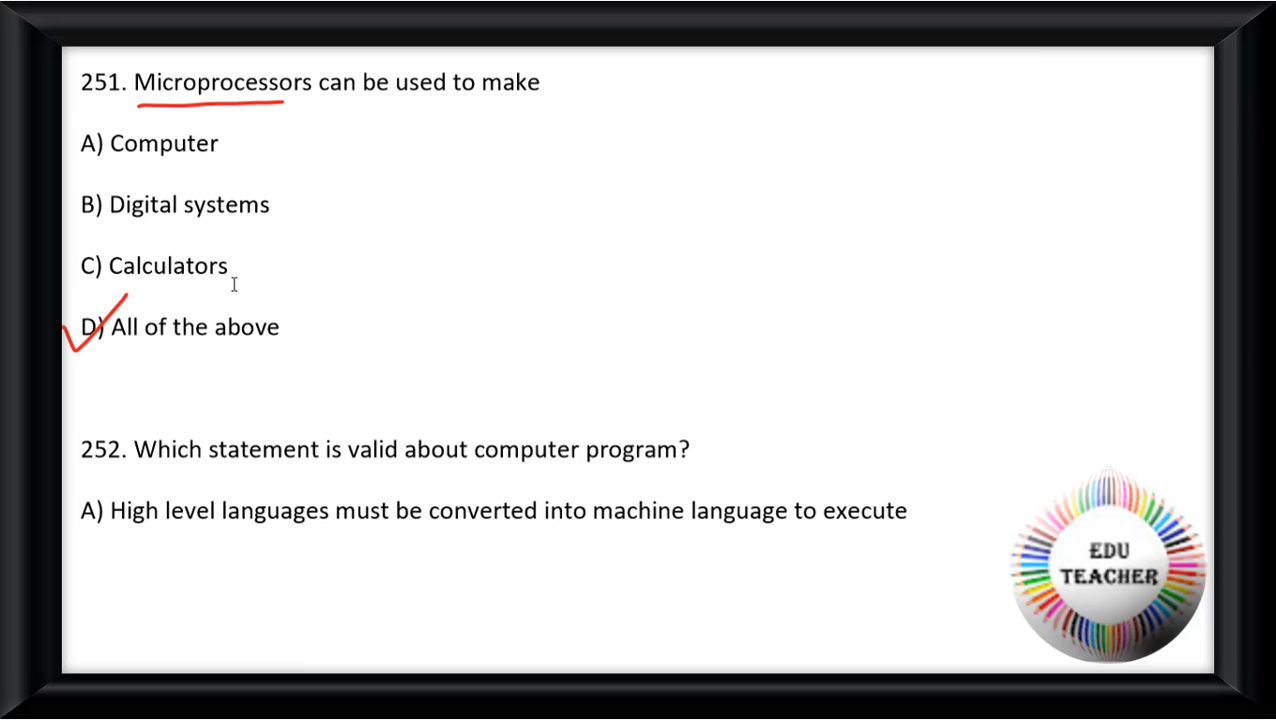 251. Microprocessors can be used to make
A) Computer
B) Digital systems
C) Calculators
D) All of the above
252. Which statement is valid about computer program?
A) High level languages must be converted into machine language to execute
EDU
TEACHER